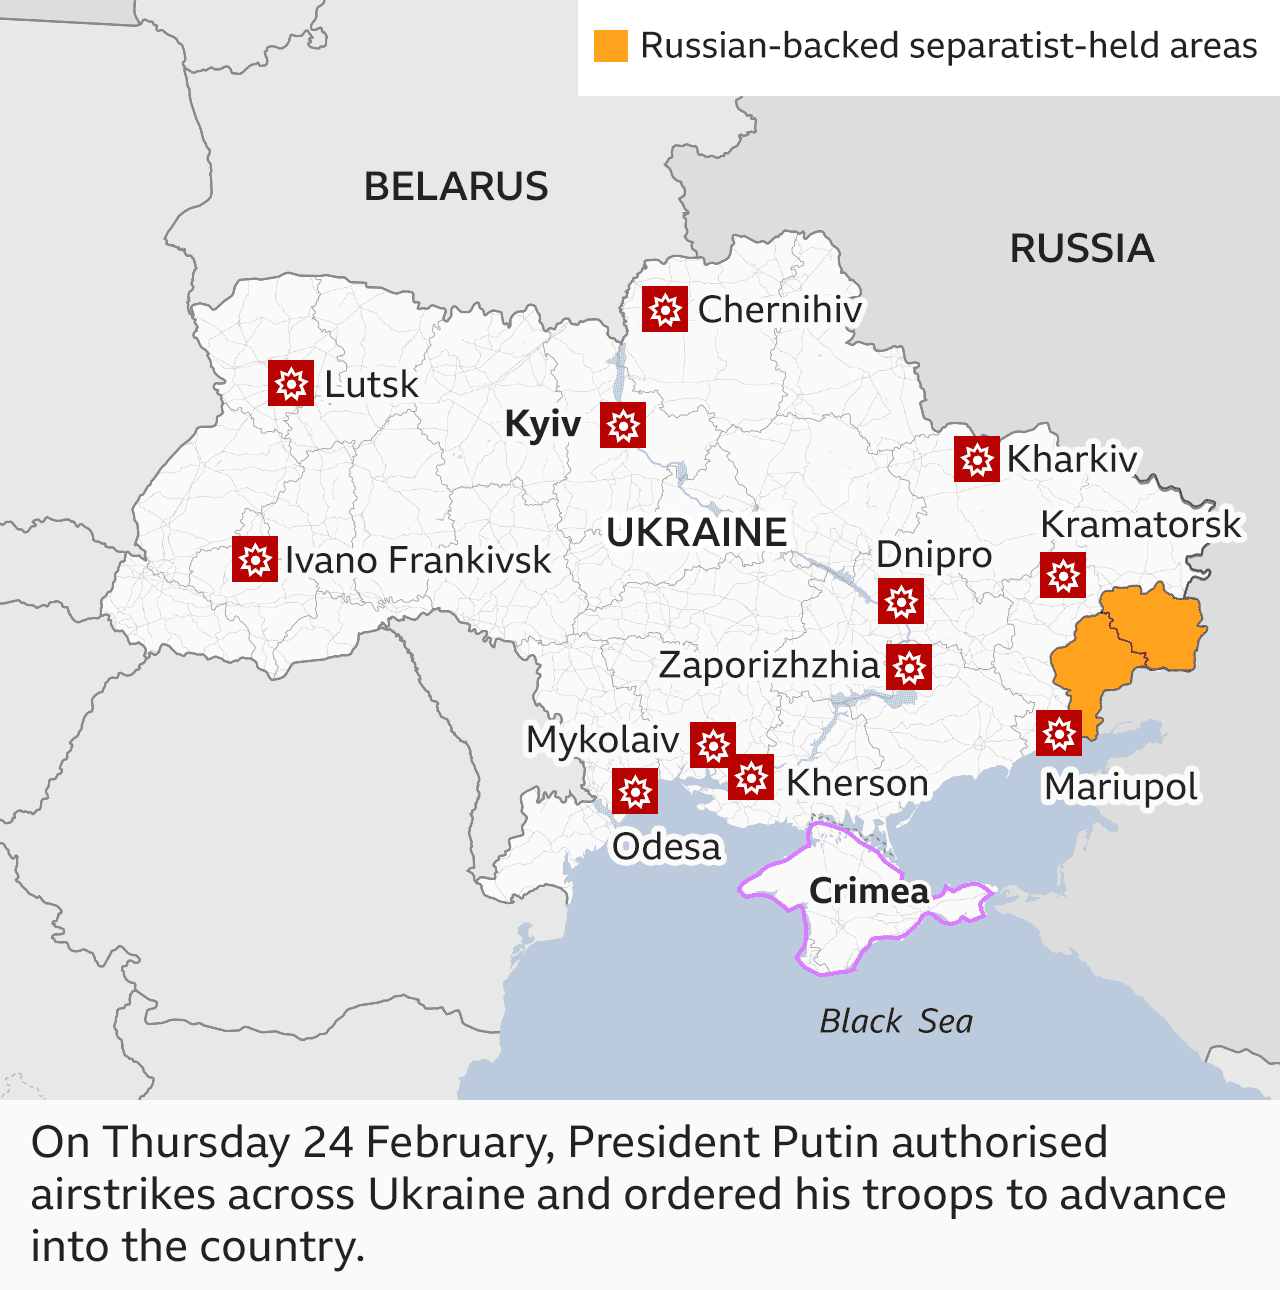 Russian-backed separatist-held areas
BELARUS
RUSSIA
Chernihiv
Lutsk
Kyiv
Kharkiv
Kramatorsk
UKRAINE
Dnipro
Ivano Frankivsk
Zaporizhzhia
Mykolaiv
Kherson
Mariupol
Odesa
Crimea
Black Sea
On Thursday 24 February, President Putin authorised
airstrikes across Ukraine and ordered his troops to advance
into the country.